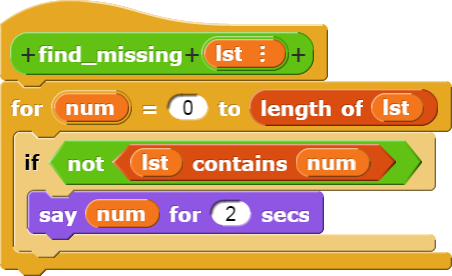 +find_missing+ lst ⋮ +
for num = 0 to length of lst
if not lst contains num
say num for 2 secs